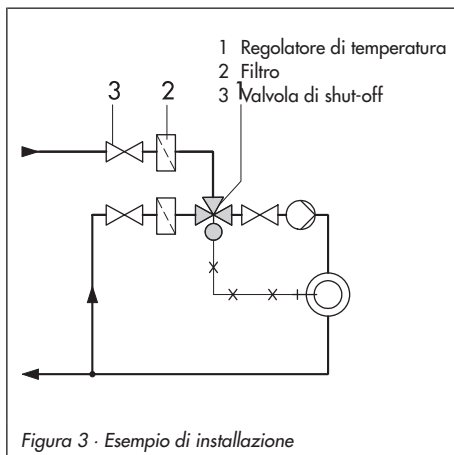 1 Regolatore di temperatura
2 Filtro
3 Valvola di shut-off
3 2 1
Figura 3 · Esempio di installazione